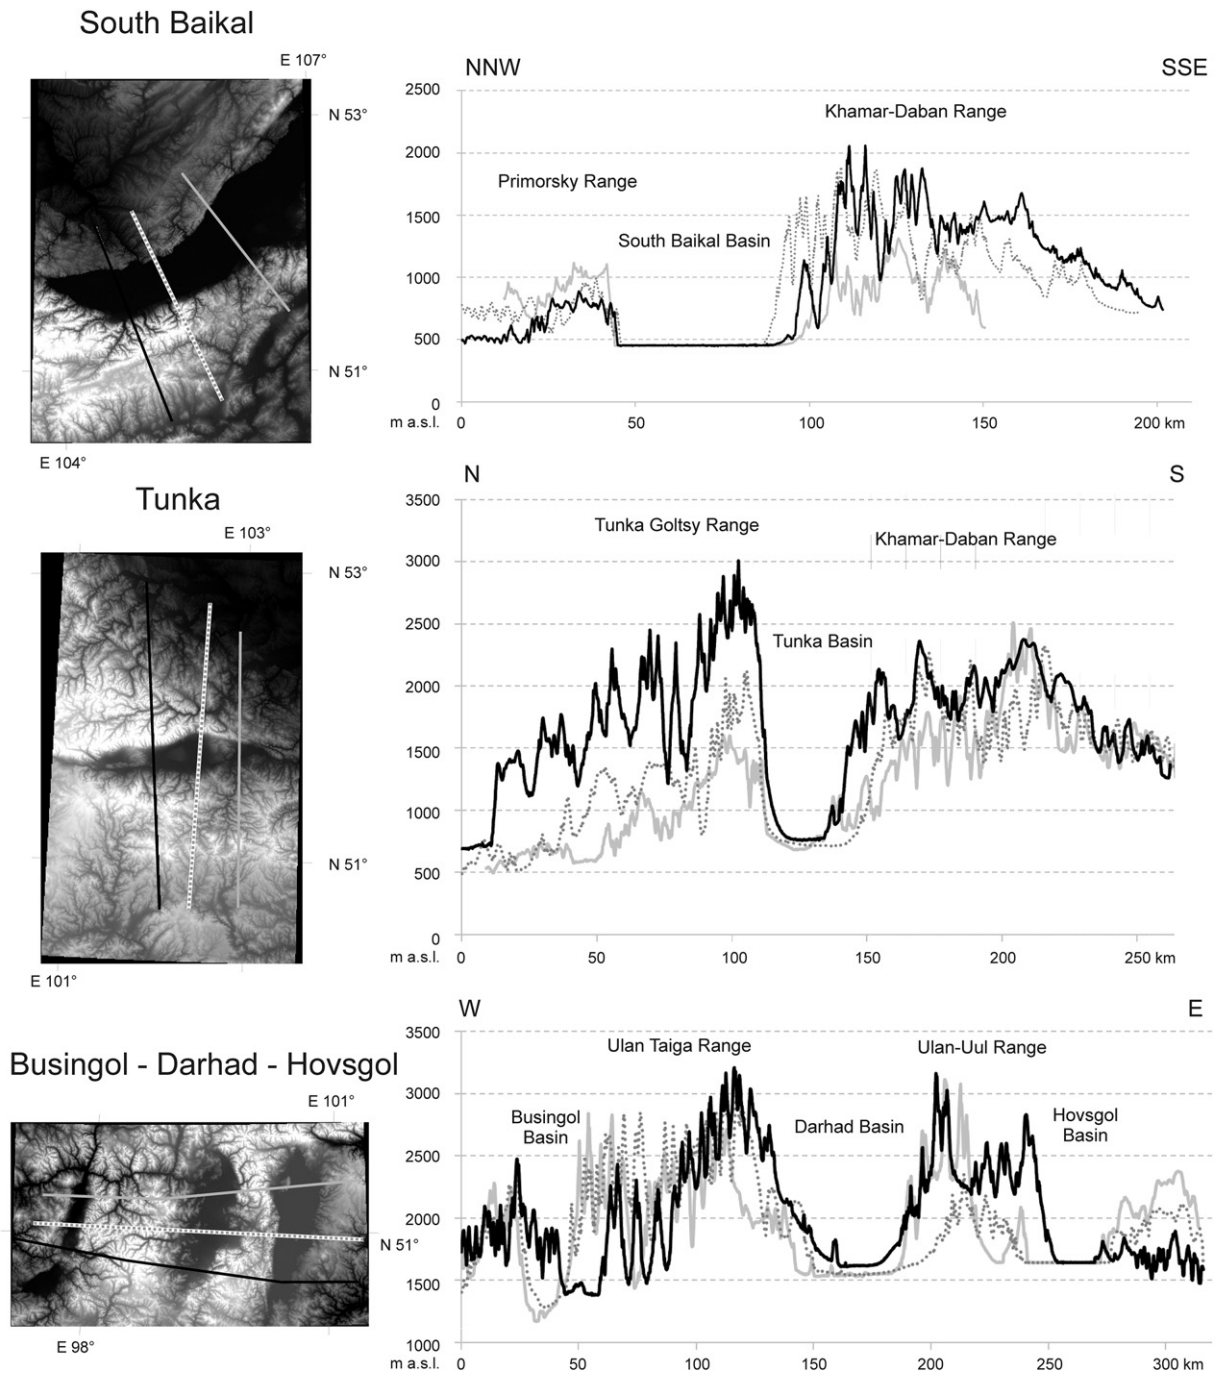 South Baikal
E 107°
N 53°
N 51°
E 104°
NNW
SSE
2500
2000
1500
1000
500
0
m a.s.l.
Khamar-Daban Range
Primorsky Range
South Baikal Basin
0
50
100
150
200 km
Tunka
E 103°
N 53°
N 51°
E 101°
N
S
3500
3000
2500
2000
1500
1000
500
0
m a.s.l.
Tunka Goltsy Range
Khamar-Daban Range
Tunka Basin
0
50
100
150
200
250 km
Busingol - Darhad - Hovsgol
E 101°
N 51°
E 98°
W
E
3500
3000
2500
2000
1500
1000
m a.s.l.
Ulan Taiga Range
Ulan-Uul Range
Busingol
Basin
Darhad Basin
Hovsgol
Basin
0
50
100
150
200
250
300 km